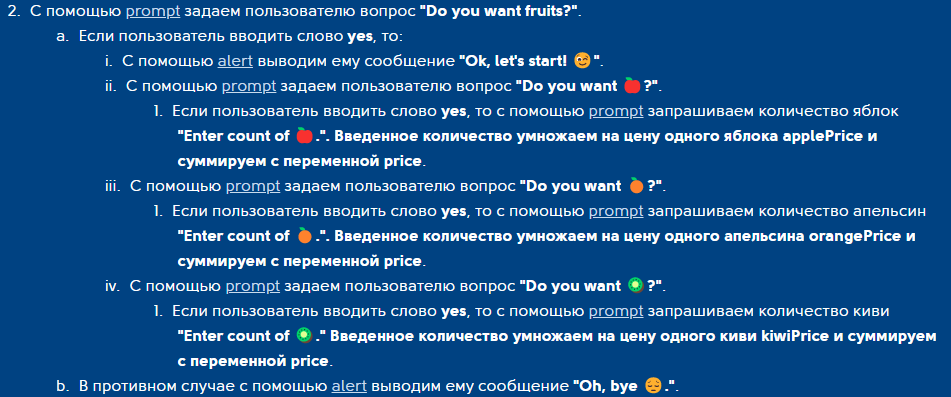 2. С помощью prompt задаем пользователю вопрос "Do you want fruits?".
a. Если пользователь вводить слово yes, то:
i. С помощью alert выводим ему сообщение "Ok, let's start! 😉".
ii. С помощью prompt задаем пользователю вопрос "Do you want 🍎?".
1. Если пользователь вводить слово yes, то с помощью prompt запрашиваем количество яблок
"Enter count of 🍎.". Введенное количество умножаем на цену одного яблока applePrice и
суммируем с переменной price.
iii. С помощью prompt задаем пользователю вопрос "Do you want 🍊?".
1. Если пользователь вводить слово yes, то с помощью prompt запрашиваем количество апельсин
"Enter count of 🍊.". Введенное количество умножаем на цену одного апельсина orangePrice и
суммируем с переменной price.
iv. С помощью prompt задаем пользователю вопрос "Do you want 🥝?".
1. Если пользователь вводить слово yes, то с помощью prompt запрашиваем количество киви
"Enter count of 🥝." Введенное количество умножаем на цену одного киви kiwiPrice и суммируем
с переменной price.
b. В противном случае с помощью alert выводим ему сообщение "Oh, bye 😔.".